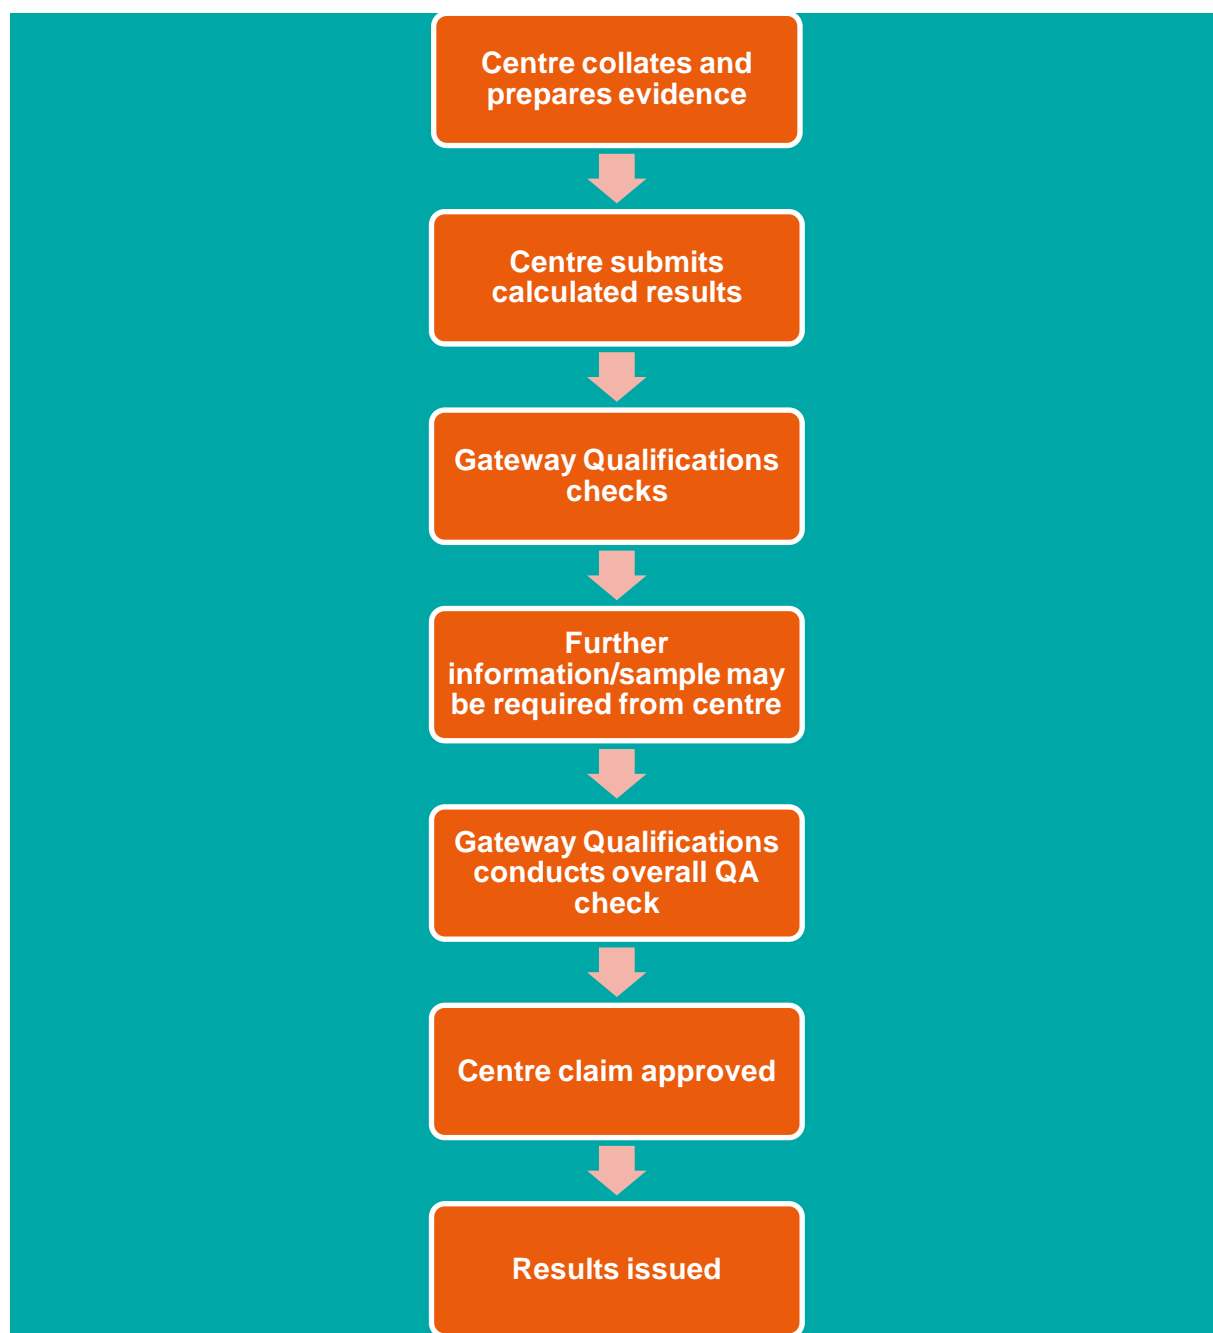 Centre collates and
prepares evidence
Centre submits
calculated results
Gateway Qualifications
checks
Further
information/sample may
be required from centre
Gateway Qualifications
conducts overall QA
check
Centre claim approved
Results issued